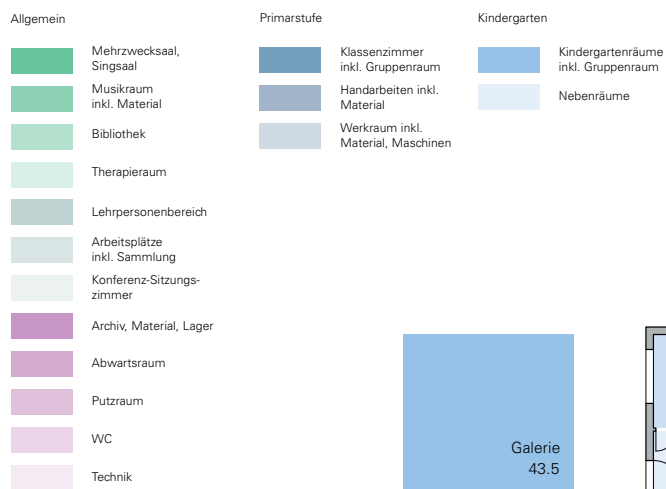 Allgemein
Mehrzwecksaal,
Singsaal
Musikraum
inkl. Material
Bibliothek
Therapieraum
Lehrpersonenbereich
Arbeitsplätze
inkl. Sammlung
Konferenz-Sitzungs-
zimmer
Archiv, Material, Lager
Abwartsraum
Putzraum
WC
Technik
Primarstufe
Klassenzimmer
inkl. Gruppenraum
Handarbeiten inkl.
Material
Werkraum inkl.
Material, Maschinen
Kindergarten
Kindergartenräume
inkl. Gruppenraum
Nebenräume
Galerie
43.5